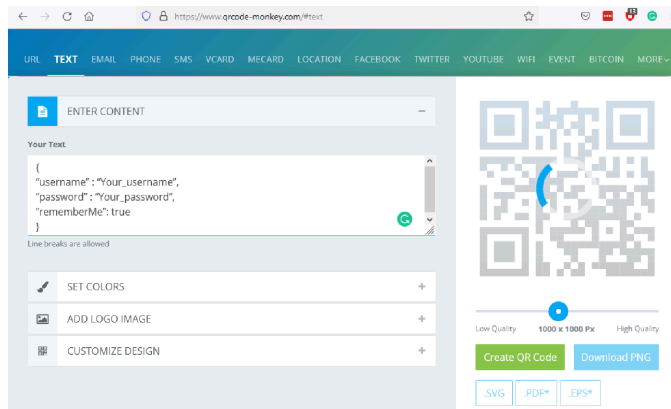 https://www.qrcode-monkey.com/#text
13
URL TEXT EMAIL PHONE SMS VCARD MECARD LOCATION FACEBOOK TWITTER YOUTUBE WIFI EVENT BITCOIN MORE
ENTER CONTENT
Your Text
{
“username” : “Your_username”,
“password” : “Your_password”,
“rememberMe”: true
}
Line breaks are allowed
SET COLORS
ADD LOGO IMAGE
CUSTOMIZE DESIGN
Low Quality 1000 x 1000 Px High Quality
Create QR Code Download PNG
.SVG .PDF* .EPS*